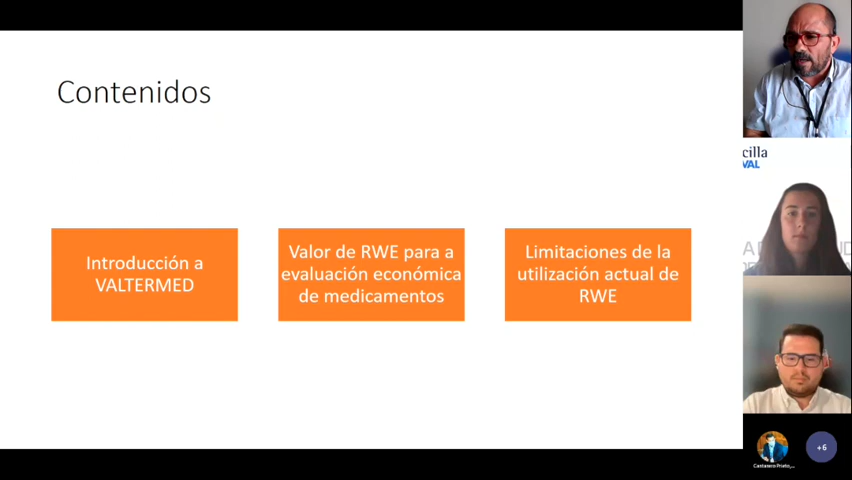 Contenidos
Introducción a
VALTERMED
Valor de RWE para a
evaluación económica
de medicamentos
Limitaciones de la
utilización actual de
RWE
cilla
VAL
+6